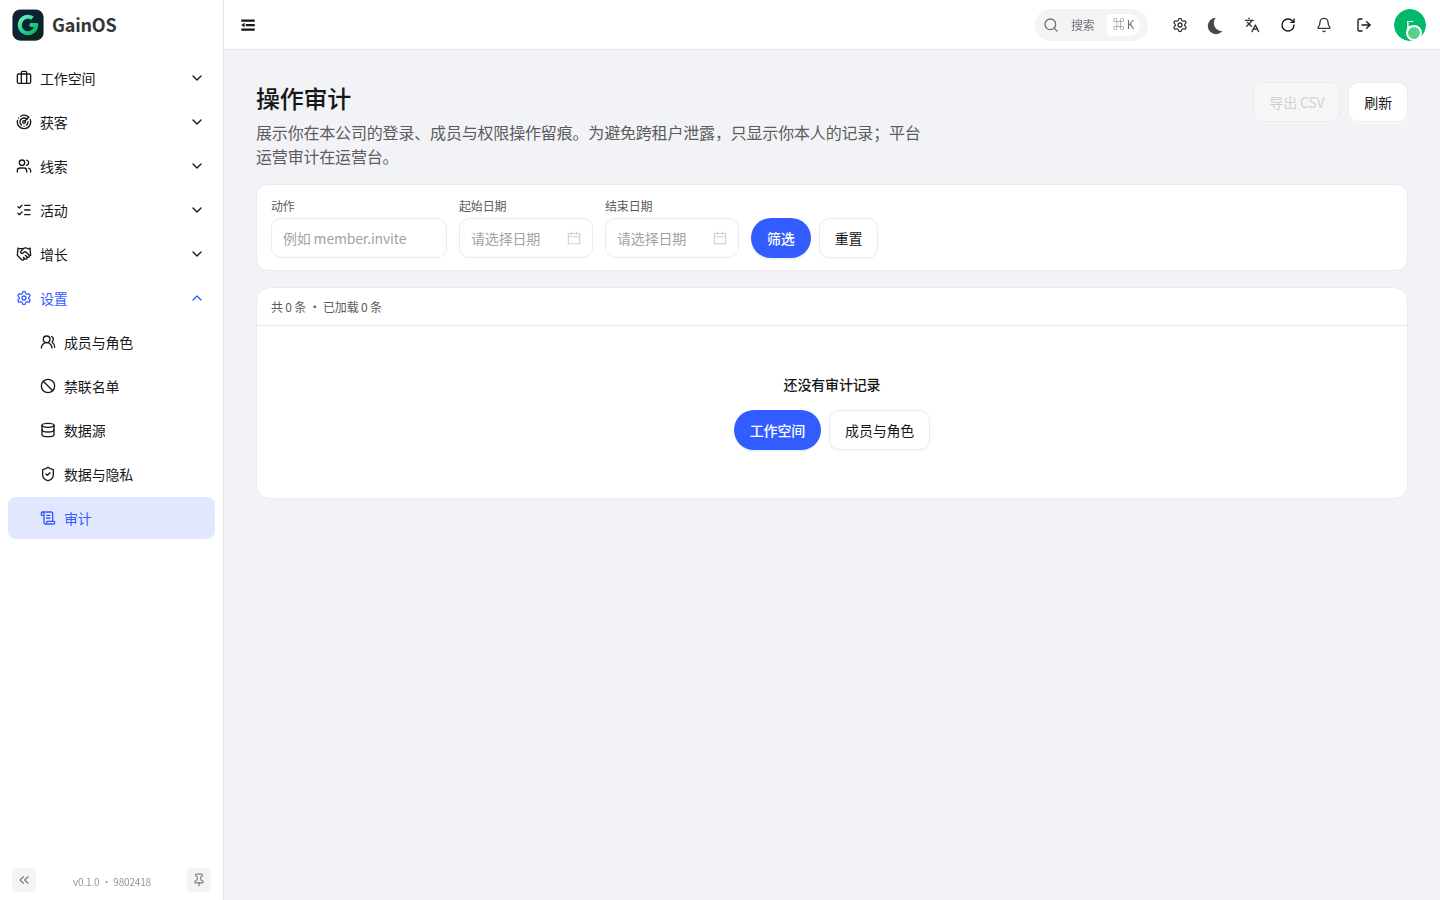 GainOS
搜索
⌘ K
工作空间
获客
线索
活动
增长
设置
成员与角色
禁联名单
数据源
数据与隐私
审计
v0.1.0 • 9802418
操作审计
展示你在本公司的登录、成员与权限操作留痕。为避免跨租户泄露，只显示你本人的记录；平台
运营审计在运营台。
导出 CSV
刷新
动作
起始日期
结束日期
例如 member.invite
请选择日期
请选择日期
筛选
重置
共 0 条 · 已加载 0 条
还没有审计记录
工作空间
成员与角色